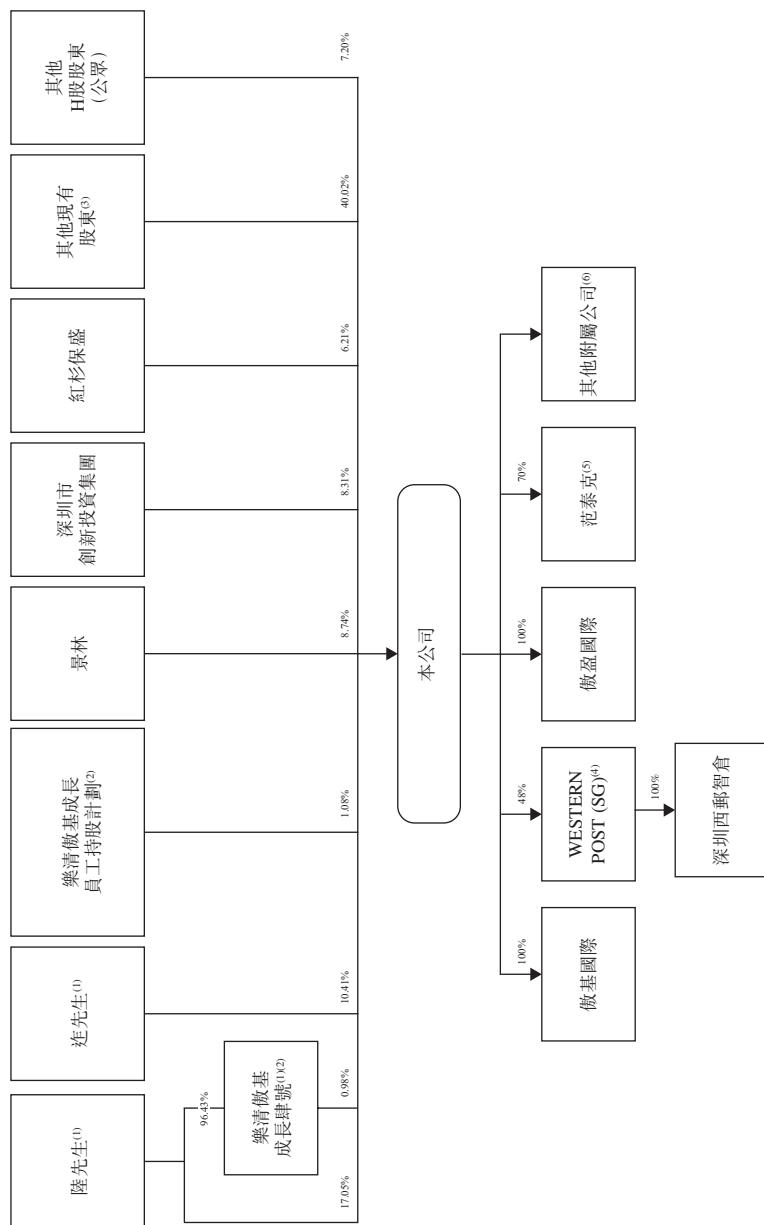 陸先生(1)
迮先生(1)
樂清傲基成長
員工持股計劃(2)
景林
深圳市
創新投資集團
紅杉保盛
其他現有
股東(3)
其他
H股股東
(公眾)
96.43%
樂清傲基
成長肆號(1)(2)
17.05%
0.98%
10.41%
1.08%
8.74%
8.31%
6.21%
40.02%
7.20%
本公司
100%
48%
100%
70%
傲基國際
WESTERN
POST (SG)(4)
傲盈國際
范泰克(5)
其他附屬公司(6)
100%
深圳西郵智倉